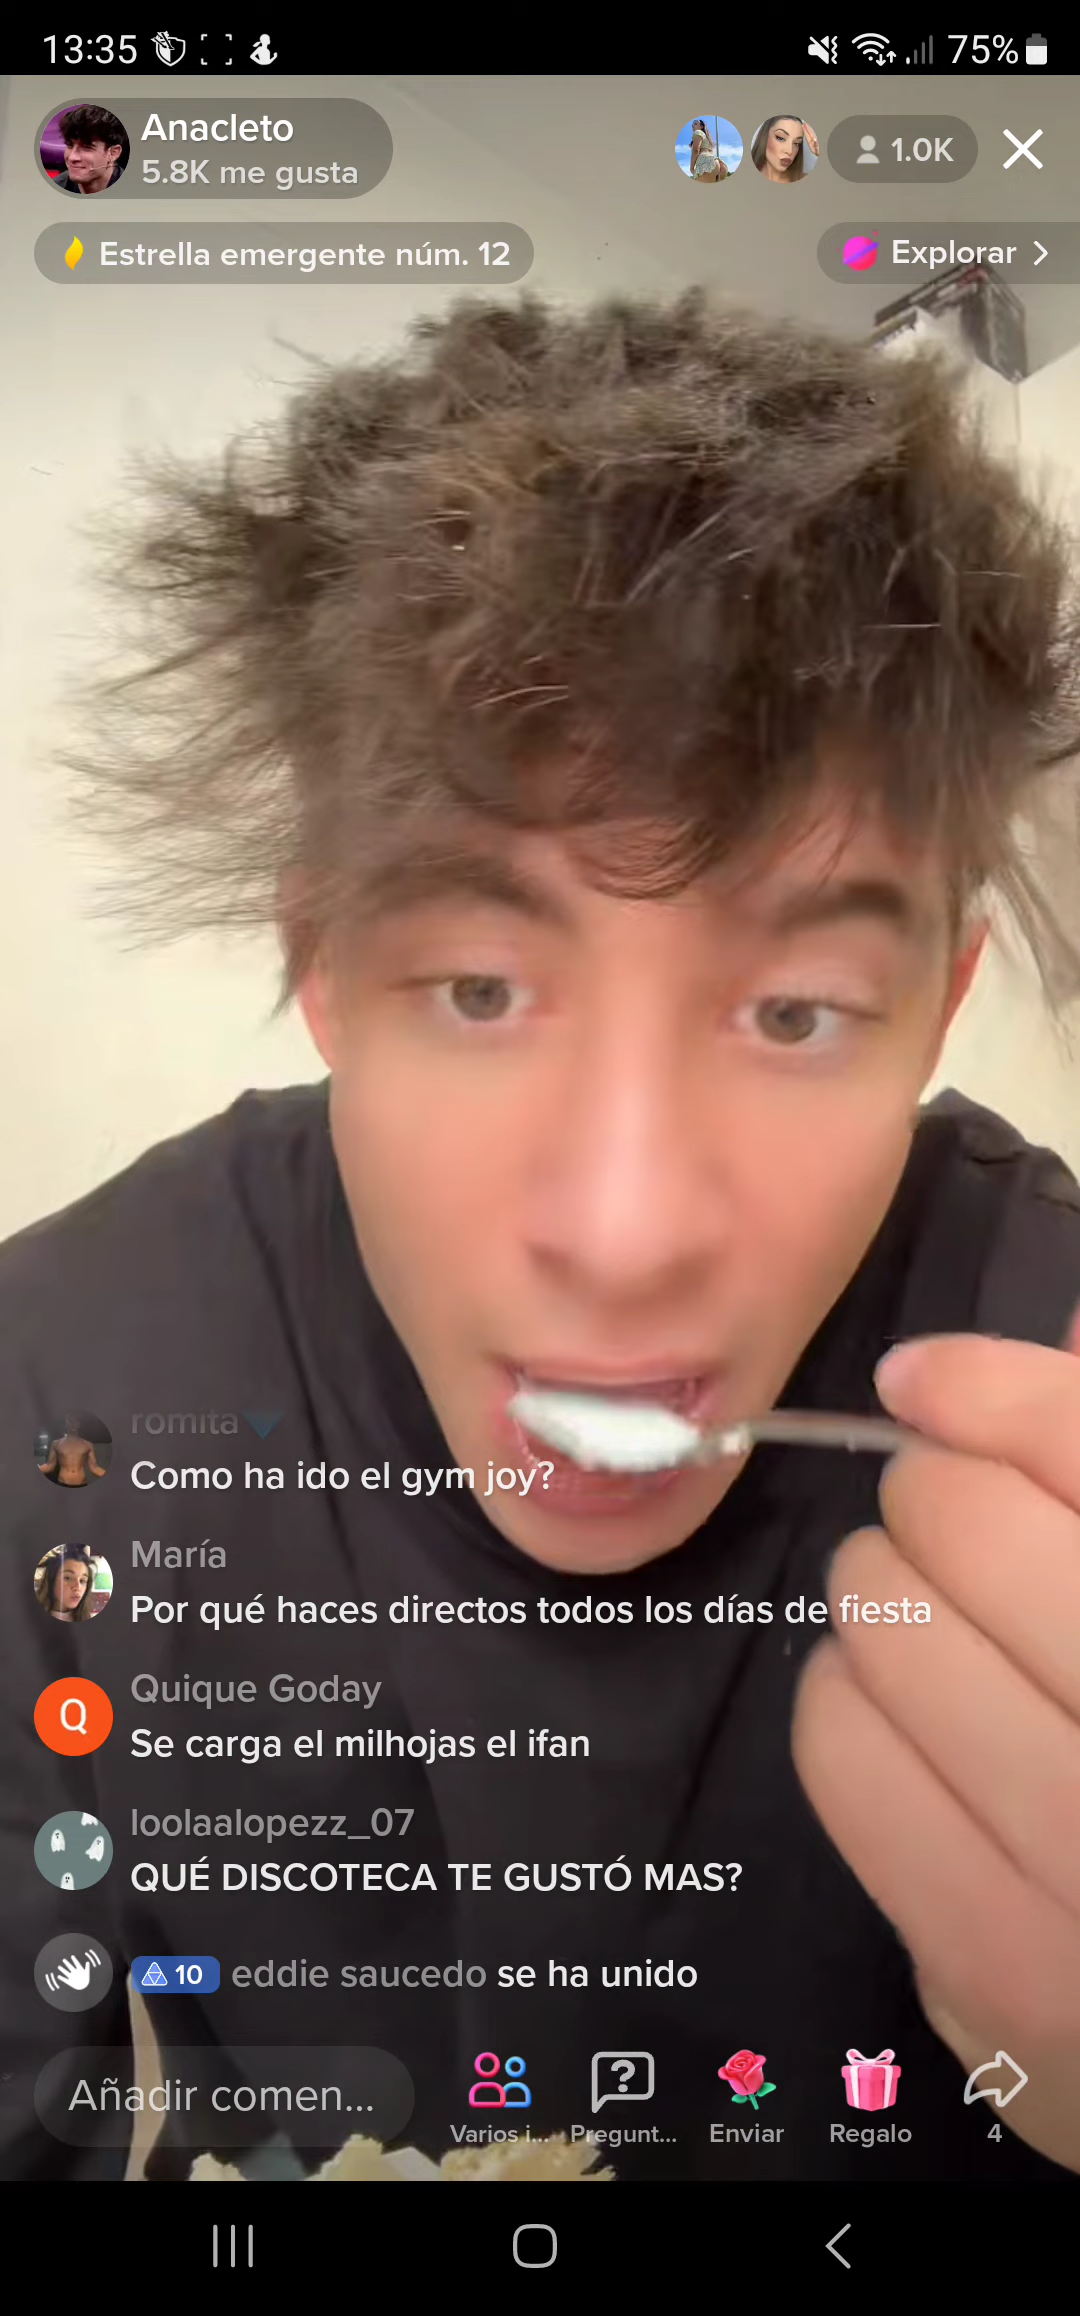 13:35
75%
Anacleto
5.8K me gusta
1.0K
Estrella emergente núm. 12
Explorar
romita
Como ha ido el gym joy?
María
Por qué haces directos todos los días de fiesta
Q
Quique Goday
Se carga el milhojas el ifan
loolaalopezz_07
QUÉ DISCOTECA TE GUSTÓ MAS?
10 eddie saucedo se ha unido
Añadir comen...
Varios i...
Pregunt...
Enviar
Regalo
4